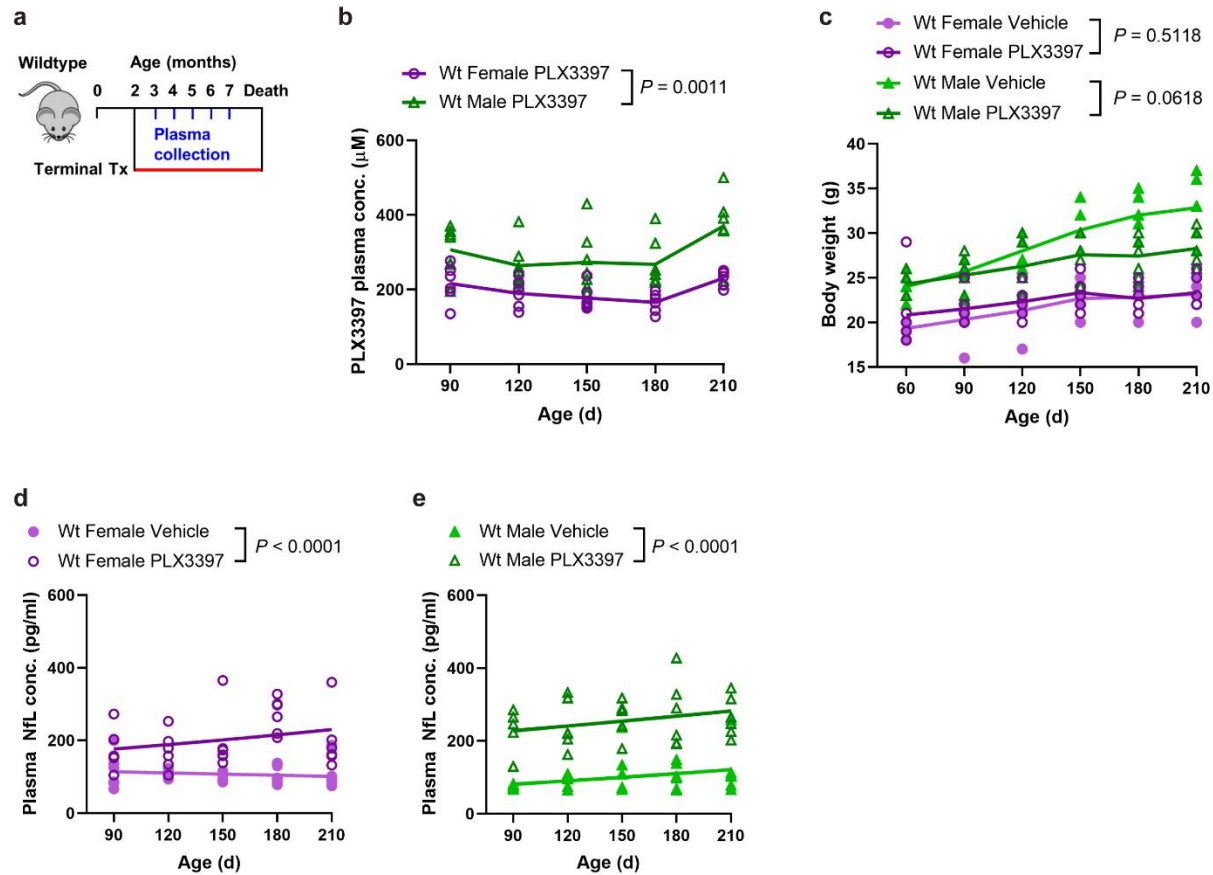 a
Wildtype Age (months)
0 2 3 4 5 6 7 Death
Plasma
collection
Terminal Tx
b
Wt Female PLX3397
Wt Male PLX3397
P = 0.0011
PLX3397 plasma conc. (μM)
600
400
200
0
90 120 150 180 210
Age (d)
c
Wt Female Vehicle
Wt Female PLX3397
P = 0.5118
Wt Male Vehicle
Wt Male PLX3397
P = 0.0618
Body weight (g)
35
30
25
20
15
60 90 120 150 180 210
Age (d)
d
Wt Female Vehicle
Wt Female PLX3397
P < 0.0001
Plasma NfL conc. (pg/ml)
600
400
200
0
90 120 150 180 210
Age (d)
e
Wt Male Vehicle
Wt Male PLX3397
P < 0.0001
Plasma NfL conc. (pg/ml)
600
400
200
0
90 120 150 180 210
Age (d)